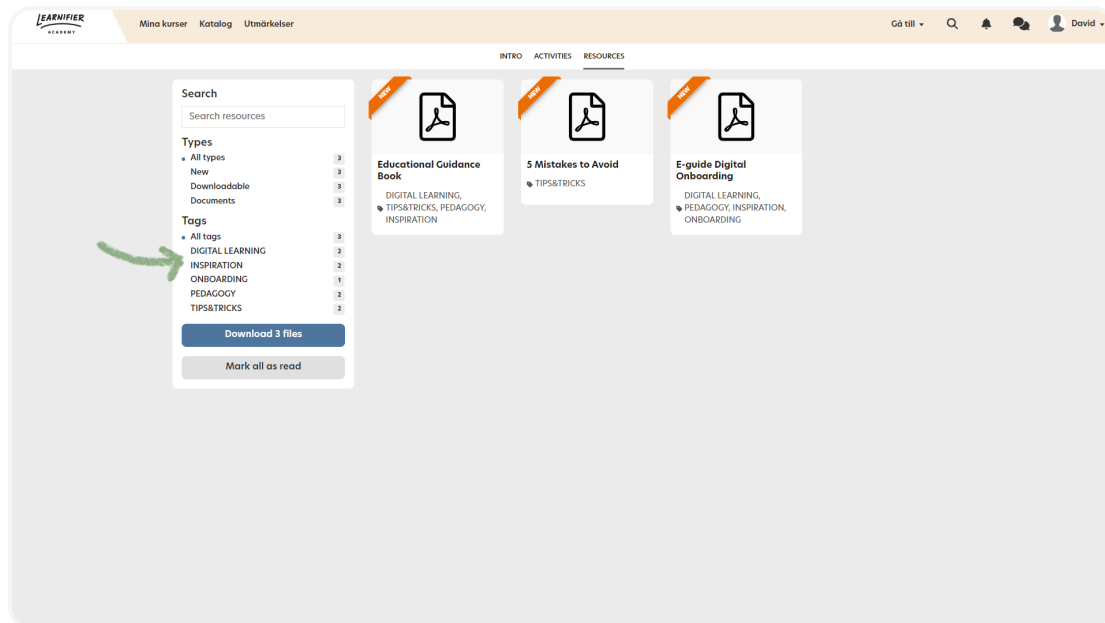 LEARNIFIER
ACADEMY
Mina kurser Katalog Utmärkelser
Gå till
David
INTRO ACTIVITIES RESOURCES
Search
Search resources
Types
All types 3
New 3
Downloadable 3
Documents 3
Tags
All tags 3
DIGITAL LEARNING 2
INSPIRATION 2
ONBOARDING 1
PEDAGOGY 2
TIPS&TRICKS 2
Download 3 files
Mark all as read
NEW
Educational Guidance
Book
DIGITAL LEARNING,
TIPS&TRICKS, PEDAGOGY,
INSPIRATION
NEW
5 Mistakes to Avoid
TIPS&TRICKS
NEW
E-guide Digital
Onboarding
DIGITAL LEARNING,
PEDAGOGY, INSPIRATION,
ONBOARDING